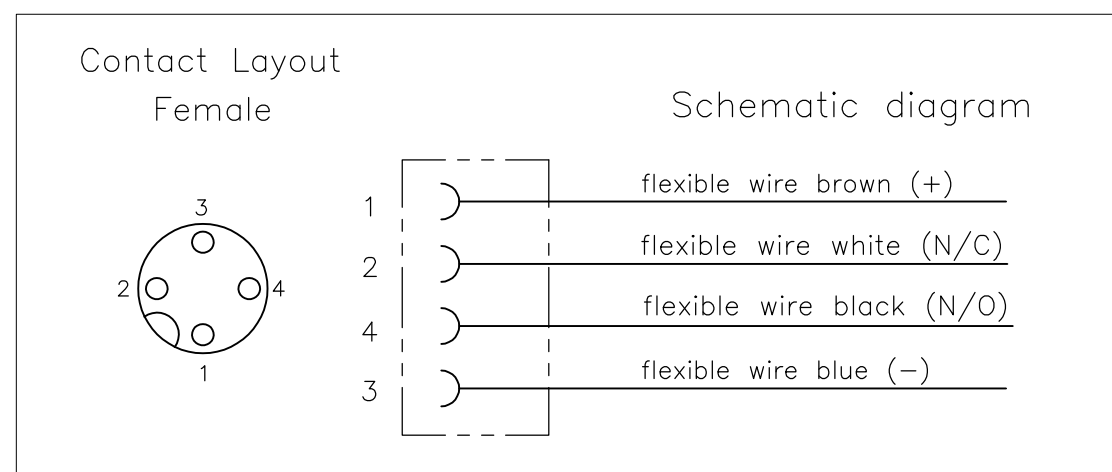 Contact Layout
Female
Schematic diagram
3
2
4
1
1 flexible wire brown (+)
2 flexible wire white (N/C)
4 flexible wire black (N/O)
3 flexible wire blue (−)